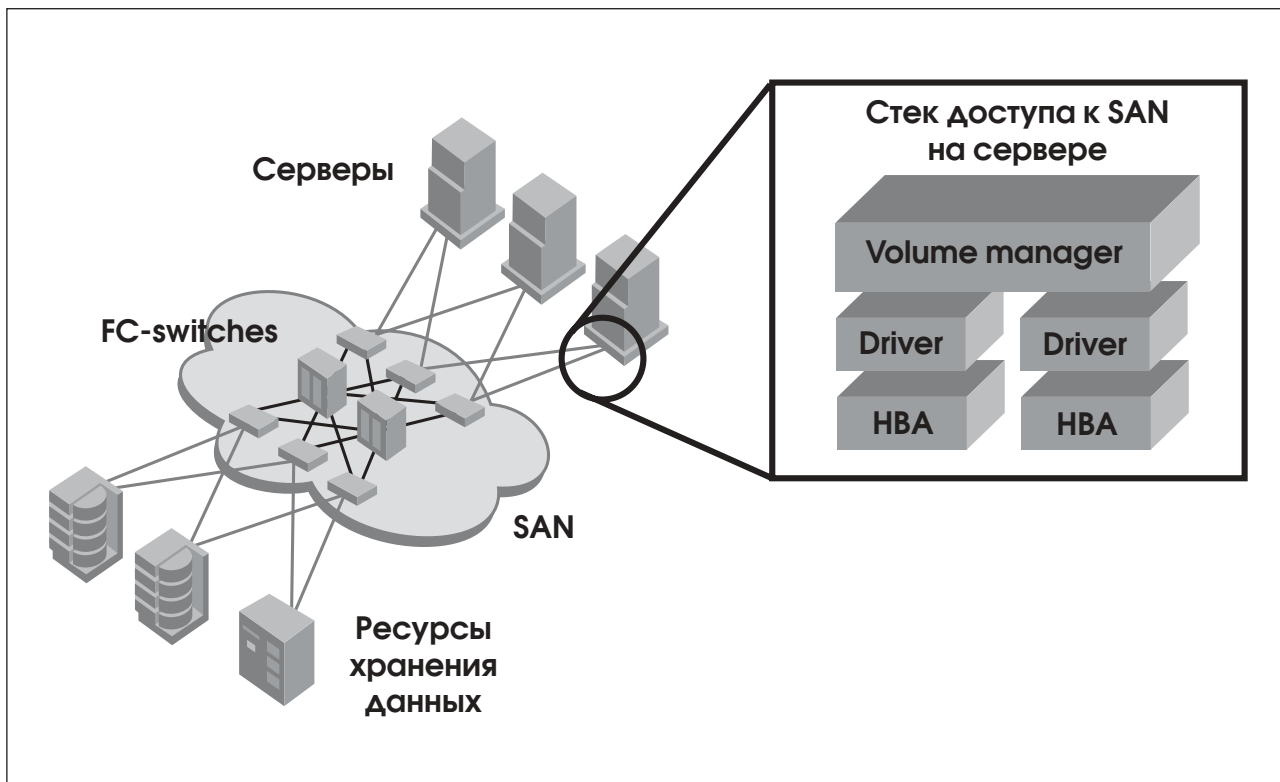 Серверы
FC-switches
SAN
Ресурсы
хранения
данных
Стек доступа к SAN
на сервере
Volume manager
Driver
Driver
HBA
HBA